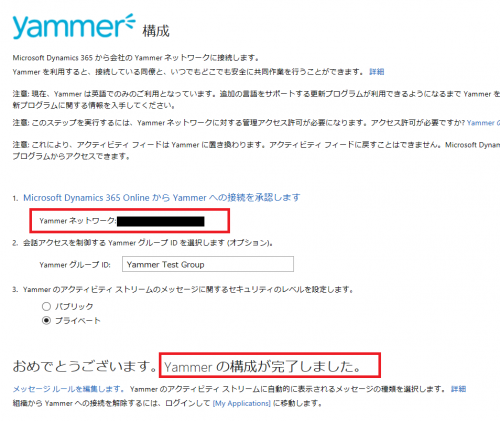 yammer 構成
Microsoft Dynamics 365 から会社の Yammer ネットワークに接続します。
Yammer を利用すると、接続している同僚と、いつでもどこでも安全に共同作業を行うことができます。 詳細
注意: 現在、Yammer は英語でのみのご利用となっています。追加の言語をサポートする更新プログラムが利用できるようになるまで Yammer を
新プログラムに関する情報を入手してください。
注意: このステップを実行するには、Yammer ネットワークに対する管理アクセス許可が必要になります。アクセス許可が必要ですか? Yammer の
注意: これにより、アクティビティ フィードは Yammer に置き換わります。アクティビティ フィードに戻すことはできません。Microsoft Dynam
プログラムからアクセスできます。
1. Microsoft Dynamics 365 Online から Yammer への接続を承認します
Yammer ネットワーク:
2. 会話アクセスを制御する Yammer グループ ID を選択します (オプション)。
Yammer グループ ID: Yammer Test Group
3. Yammer のアクティビティ ストリームのメッセージに関するセキュリティのレベルを設定します。
パブリック
プライベート
おめでとうございます。Yammer の構成が完了しました。
メッセージ ルールを編集します。 Yammer のアクティビティ ストリームに自動的に表示されるメッセージの種類を選択します。 詳細
組織から Yammer への接続を解除するには、ログインして [My Applications] に移動します。